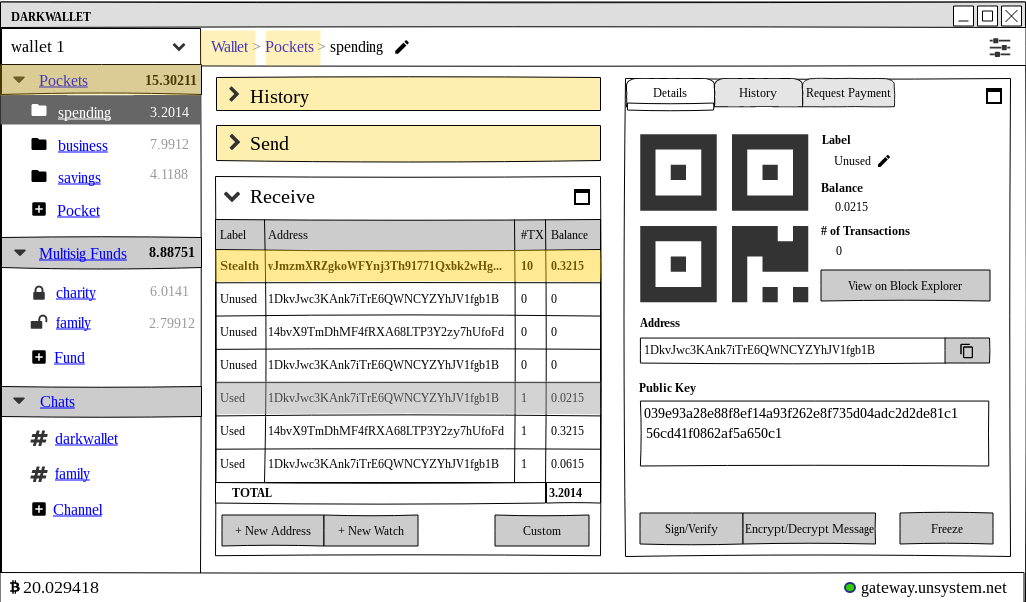 DARKWALLET
wallet 1
Wallet > Pockets > spending
Pockets 15.30211
spending 3.2014
business 7.9912
savings 4.1188
Pocket
Multisig Funds 8.88751
charity 6.0141
family 2.79912
Fund
Chats
# darkwallet
# family
Channel
History
Send
Receive
Label Address #TX Balance
Stealth vJmzmXRZgkoWFYnj3Th91771Qxbk2wHg... 10 0.3215
Unused 1DkvJwc3KAnk7iTrE6QWNCYZYhJV1fgb1B 0 0
Unused 14bvX9TmDhMF4fRXA68LTP3Y2zy7hUfoFd 0 0
Unused 1DkvJwc3KAnk7iTrE6QWNCYZYhJV1fgb1B 0 0
Used 1DkvJwc3KAnk7iTrE6QWNCYZYhJV1fgb1B 1 0.0215
Used 14bvX9TmDhMF4fRXA68LTP3Y2zy7hUfoFd 1 0.3215
Used 1DkvJwc3KAnk7iTrE6QWNCYZYhJV1fgb1B 1 0.0615
TOTAL 3.2014
+ New Address + New Watch Custom
Details History Request Payment
Label
Unused
Balance
0.0215
# of Transactions
0
View on Block Explorer
Address
1DkvJwc3KAnk7iTrE6QWNCYZYhJV1fgb1B
Public Key
039e93a28e88f8ef14a93f262e8f735d04adc2d2de81c1
56cd41f0862af5a650c1
Sign/Verify Encrypt/Decrypt Message Freeze
₿ 20.029418
gateway.unsystem.net